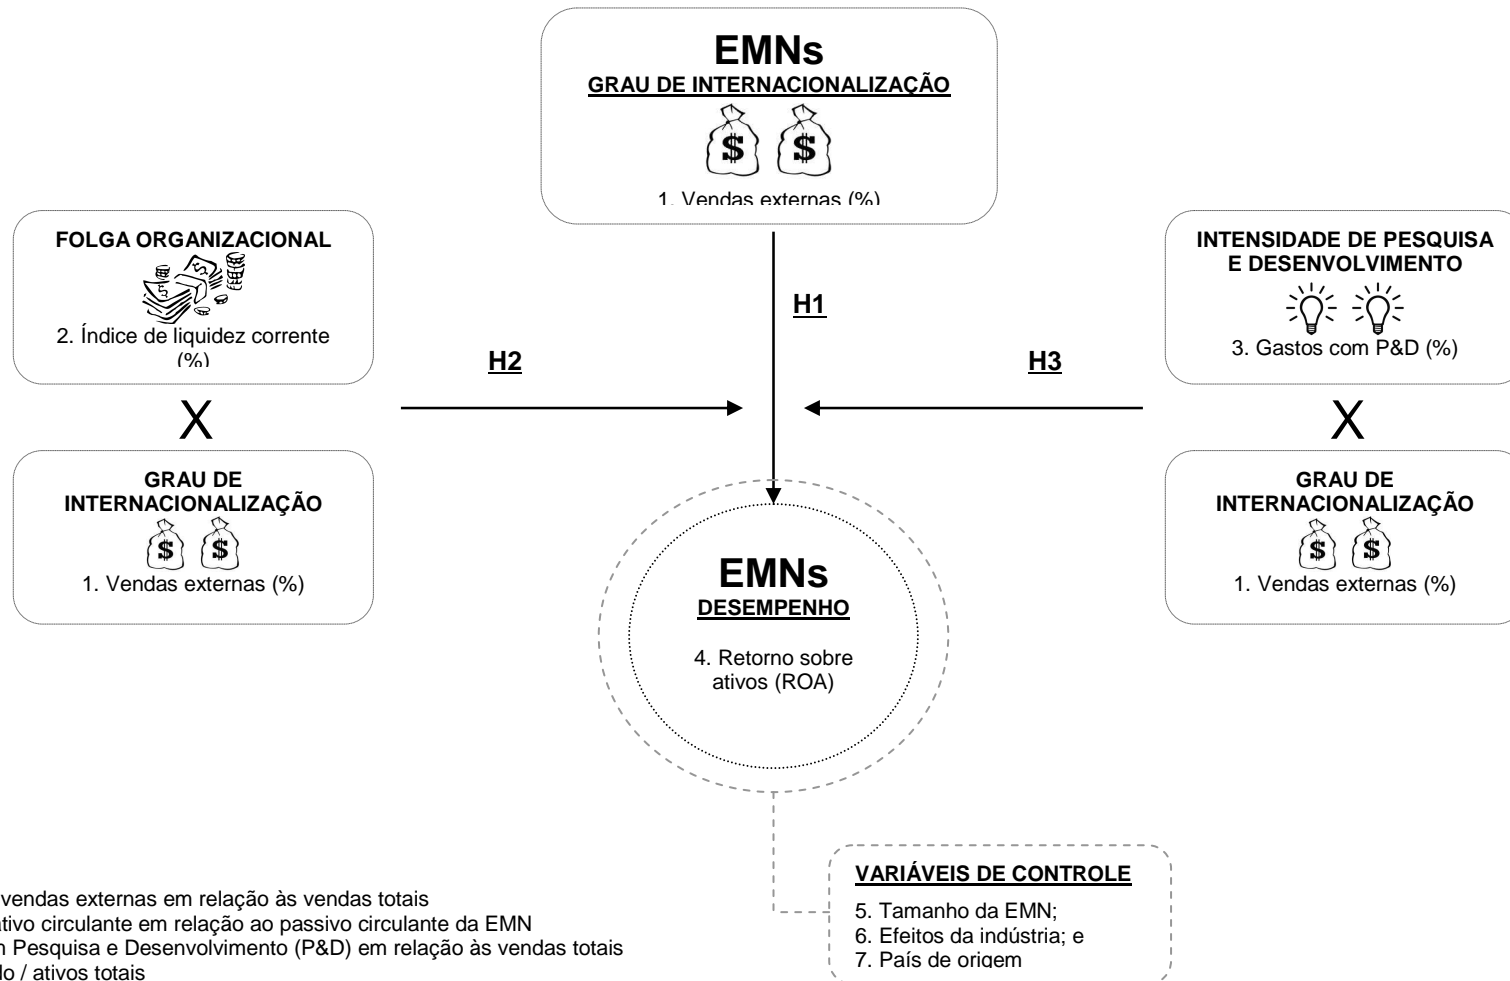 EMNs
GRAU DE INTERNACIONALIZAÇÃO
$ $
1. Vendas externas (%)
FOLGA ORGANIZACIONAL
2. Índice de liquidez corrente
(%)
X
GRAU DE
INTERNACIONALIZAÇÃO
$ $
1. Vendas externas (%)
H1
H2
H3
INTENSIDADE DE PESQUISA
E DESENVOLVIMENTO
3. Gastos com P&D (%)
X
GRAU DE
INTERNACIONALIZAÇÃO
$ $
1. Vendas externas (%)
EMNs
DESEMPENHO
4. Retorno sobre
ativos (ROA)
VARIÁVEIS DE CONTROLE
5. Tamanho da EMN;
6. Efeitos da indústria; e
7. País de origem
vendas externas em relação às vendas totais
ativo circulante em relação ao passivo circulante da EMN
Pesquisa e Desenvolvimento (P&D) em relação às vendas totais
/ ativos totais